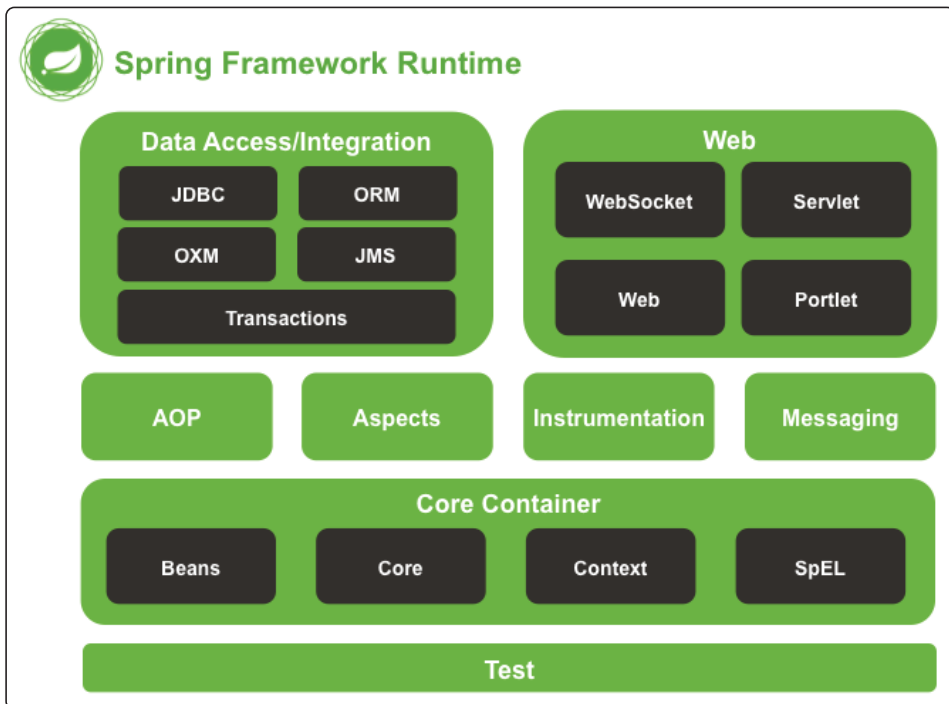 Spring Framework Runtime
Data Access/Integration
JDBC
ORM
OXM
JMS
Transactions
Web
WebSocket
Servlet
Web
Portlet
AOP
Aspects
Instrumentation
Messaging
Core Container
Beans
Core
Context
SpEL
Test